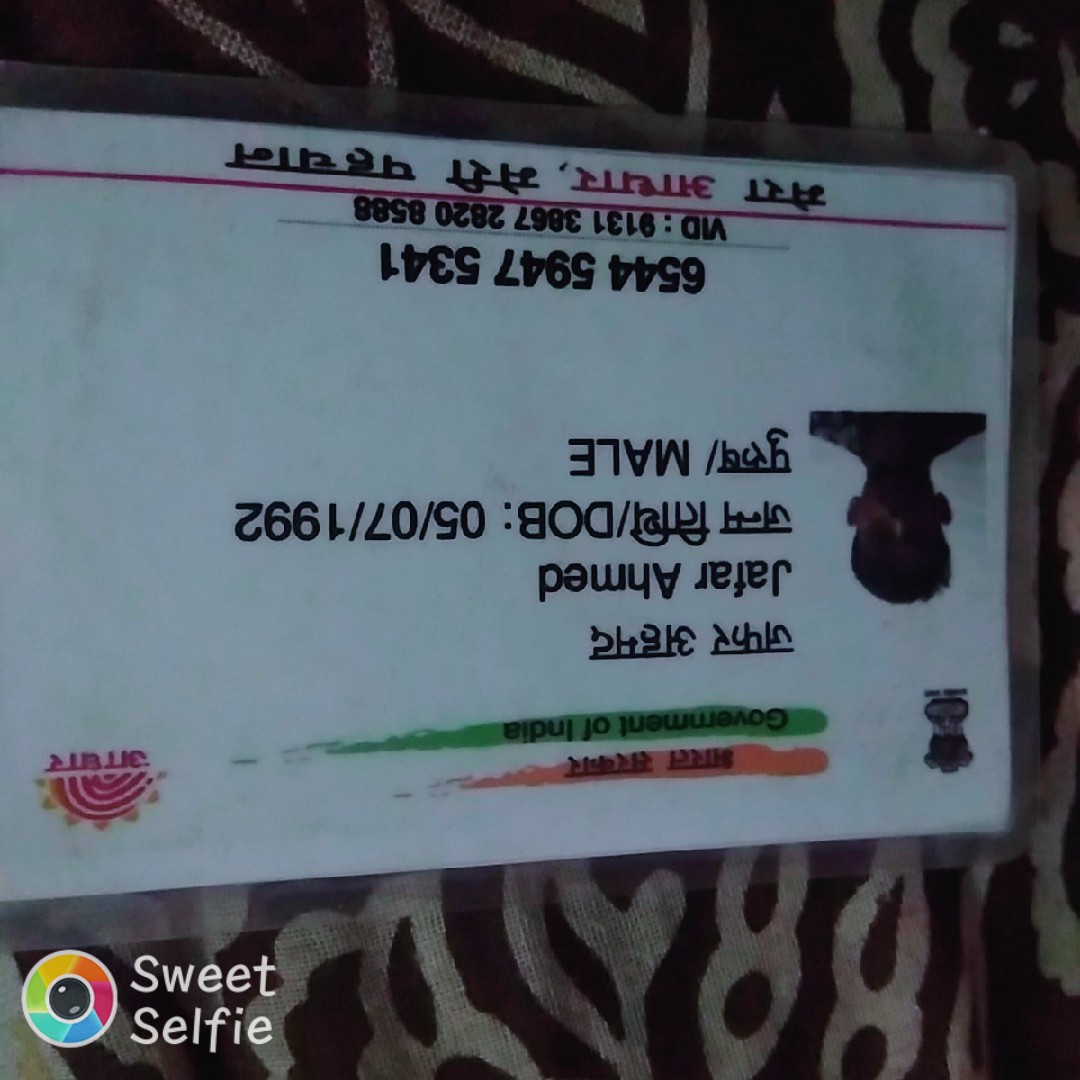 भारत सरकार
Government of India
आधार
जफर अहमद
Jafar Ahmed
जन्म तिथि/DOB: 05/07/1992
पुरुष/ MALE
6544 5947 5341
VID : 9131 3867 2820 8588
मेरा आधार, मेरी पहचान
Sweet
Selfie